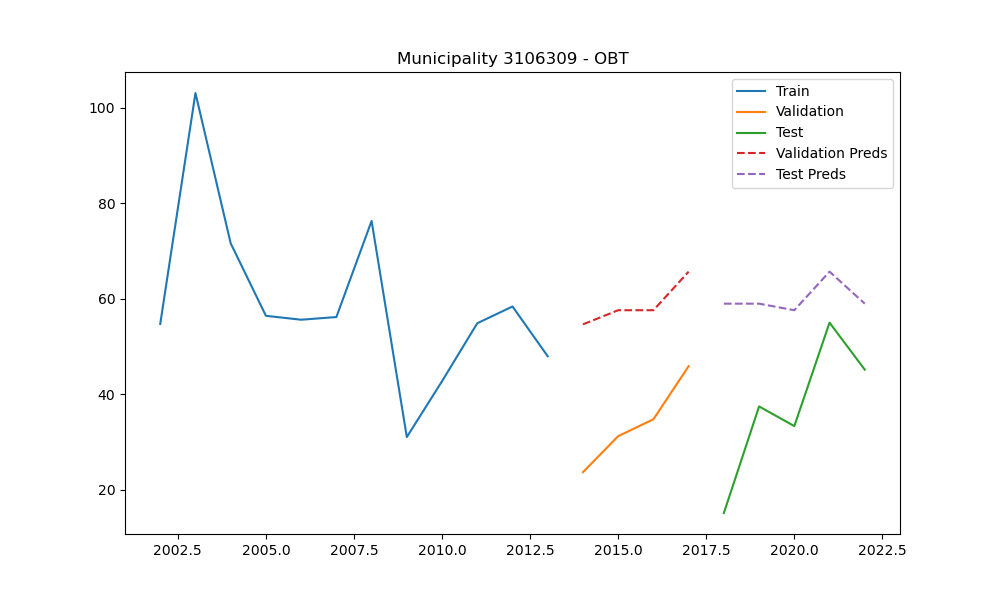 Municipality 3106309 - OBT
Train
Validation
Test
Validation Preds
Test Preds
100
80
60
40
20
2002.5 2005.0 2007.5 2010.0 2012.5 2015.0 2017.5 2020.0 2022.5